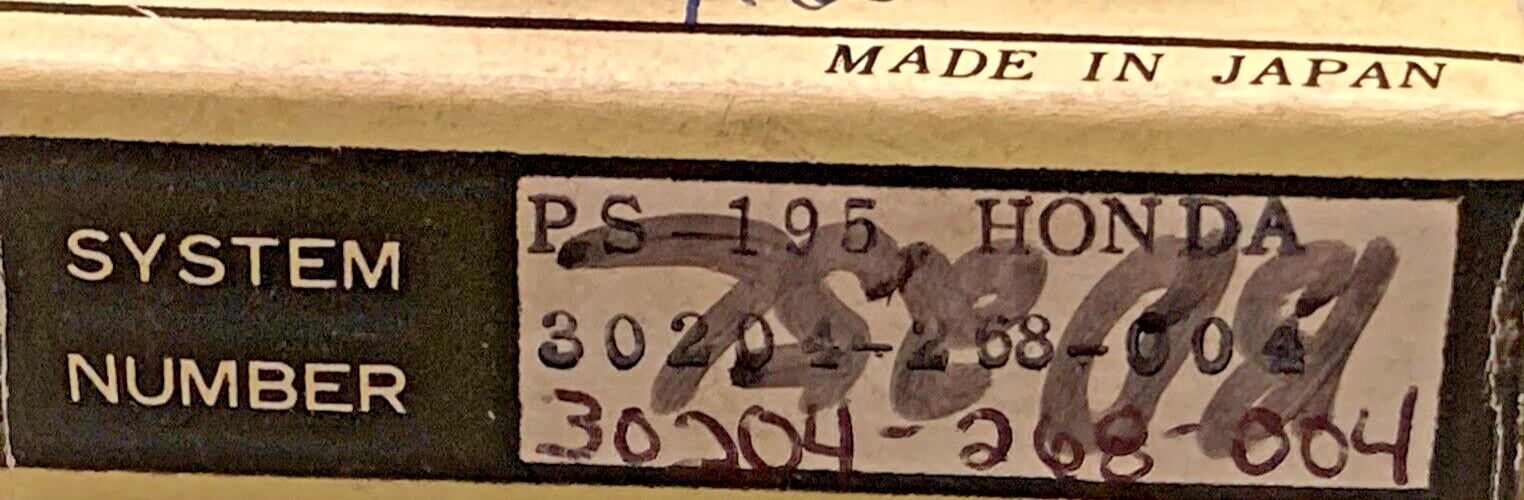 MADE IN JAPAN
SYSTEM
NUMBER
PS-195 HONDA
30204-268-004
30204-268-004